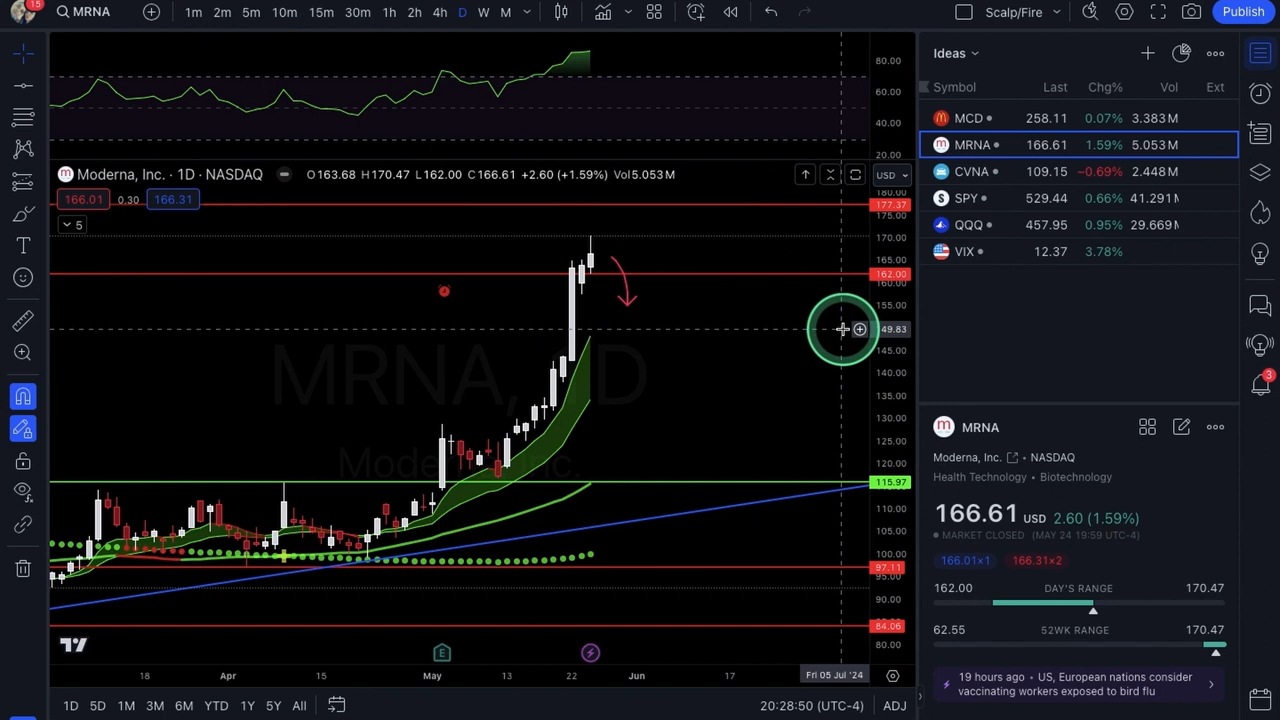 15
MRNA
1m 2m 5m 10m 15m 30m 1h 2h 4h D W M
Scalp/Fire
Publish
80.00
60.00
40.00
20.00
Moderna, Inc. · 1D · NASDAQ
O163.68 H170.47 L162.00 C166.61 +2.60 (+1.59%) Vol5.053 M
USD
166.01 0.30 166.31
5
180.00
177.37
175.00
170.00
165.00
162.00
160.00
155.00
49.83
145.00
140.00
135.00
130.00
125.00
120.00
115.97
110.00
105.00
100.00
97.11
95.00
90.00
84.06
80.00
MRNA, 1D
Moderna, Inc.
E
18 Apr 15 May 13 22 Jun 17 Fri 05 Jul '24
1D 5D 1M 3M 6M YTD 1Y 5Y All
20:28:50 (UTC-4) ADJ
Ideas
Symbol Last Chg% Vol Ext
MCD 258.11 0.07% 3.383 M
MRNA 166.61 1.59% 5.053 M
CVNA 109.15 −0.69% 2.448 M
SPY 529.44 0.66% 41.291
QQQ 457.95 0.95% 29.669
VIX 12.37 3.78%
3
MRNA
Moderna, Inc. • NASDAQ
Health Technology • Biotechnology
166.61 USD 2.60 (1.59%)
MARKET CLOSED (MAY 24 19:59 UTC-4)
166.01×1 166.31×2
162.00 DAY'S RANGE 170.47
62.55 52WK RANGE 170.47
19 hours ago • US, European nations consider
vaccinating workers exposed to bird flu